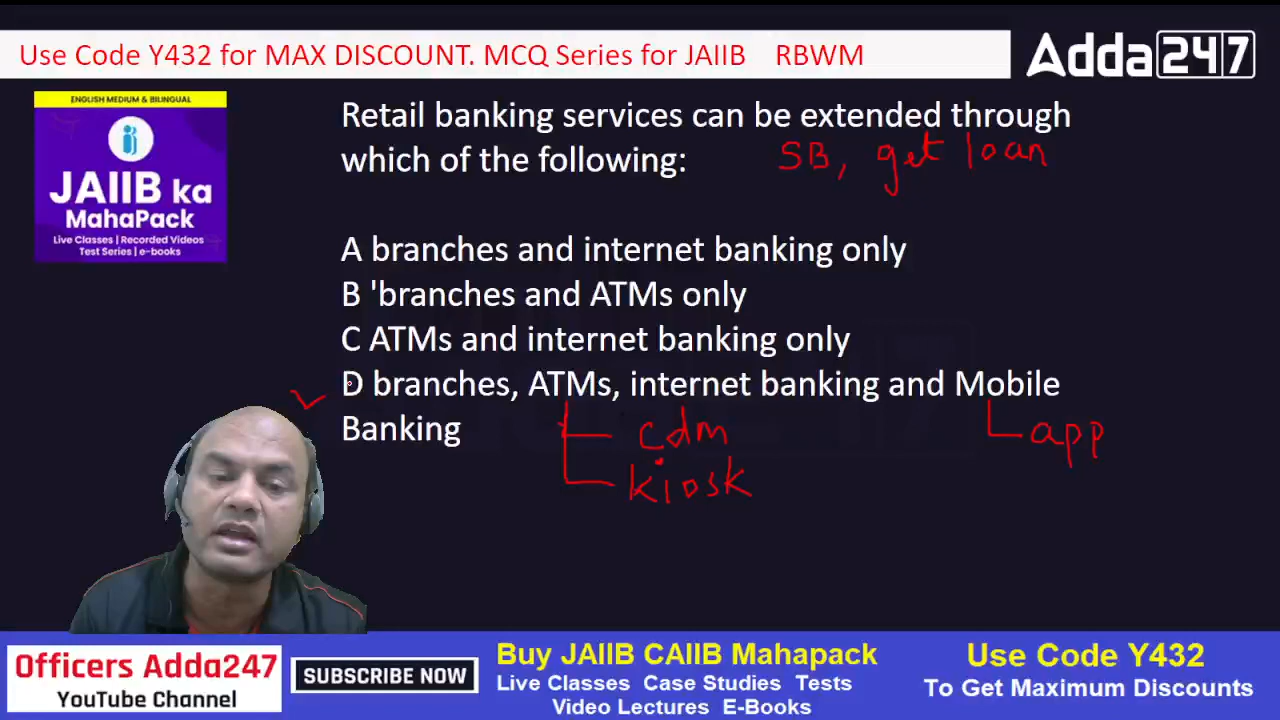 Use Code Y432 for MAX DISCOUNT. MCQ Series for JAIIB RBWM
Adda247
ENGLISH MEDIUM & BILINGUAL
JAIIB ka
MahaPack
Live Classes | Recorded Videos
Test Series | e-books
Retail banking services can be extended through
which of the following:
SB, get loan
A branches and internet banking only
B 'branches and ATMs only
C ATMs and internet banking only
D branches, ATMs, internet banking and Mobile
Banking
cdm
app
kiosk
Officers Adda247
YouTube Channel
SUBSCRIBE NOW
Buy JAIIB CAIIB Mahapack
Live Classes Case Studies Tests
Video Lectures E-Books
Use Code Y432
To Get Maximum Discounts